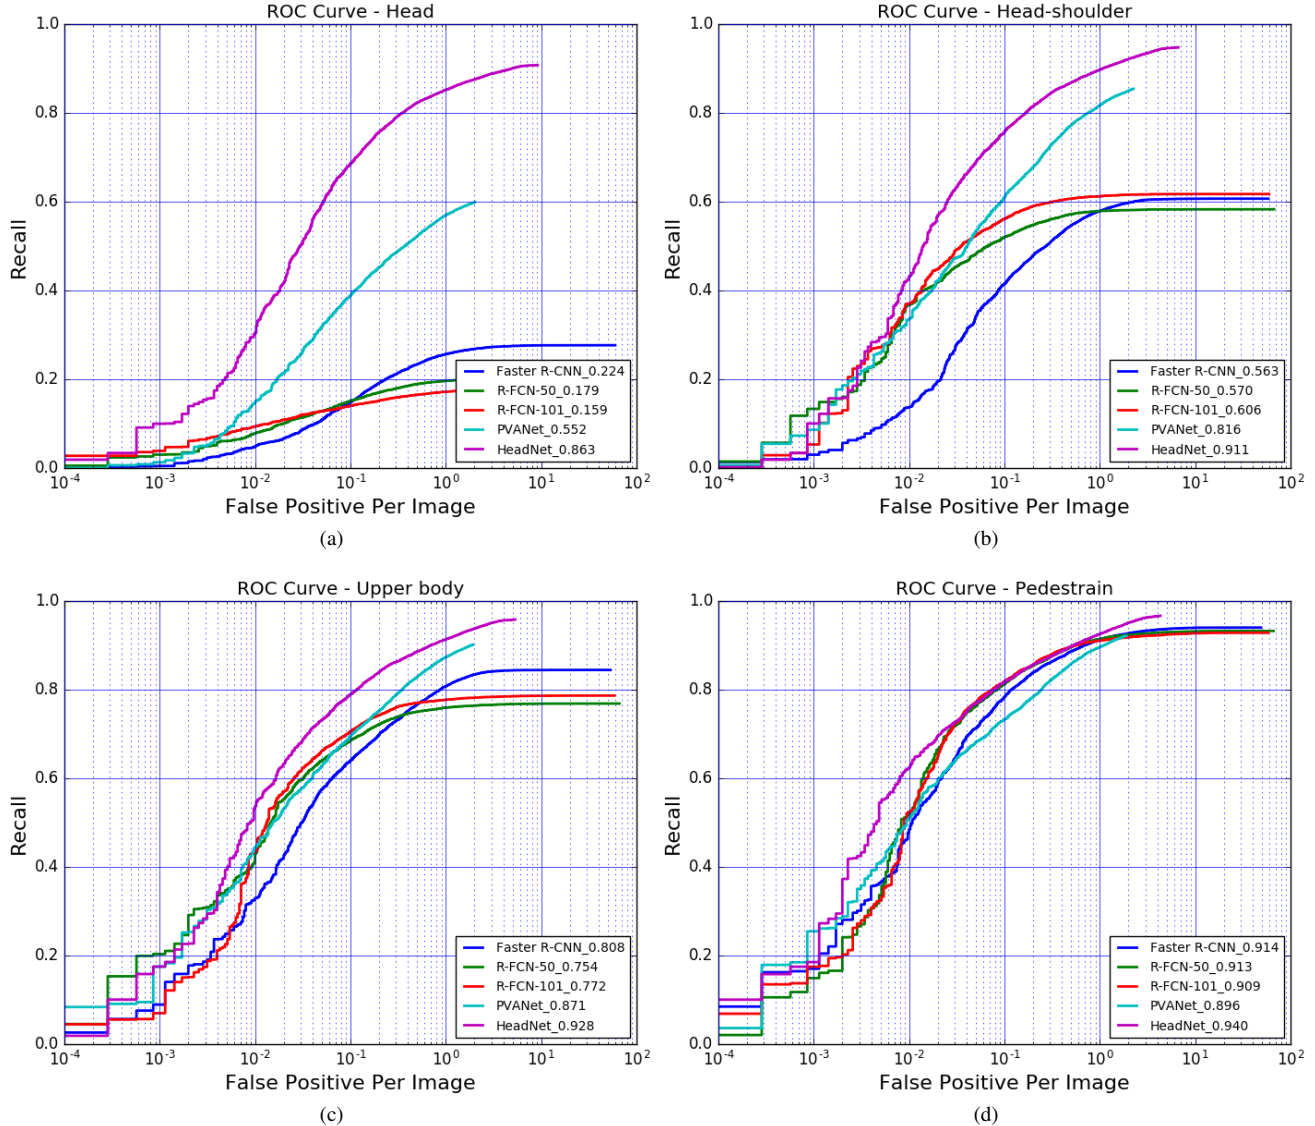 ROC Curve - Head
1.0
0.8
0.6
0.4
0.2
0.0
Recall
Faster R-CNN_0.224
R-FCN-50_0.179
R-FCN-101_0.159
PVANet_0.552
HeadNet_0.863
10^-4 10^-3 10^-2 10^-1 10^0 10^1 10^2
False Positive Per Image
(a)
ROC Curve - Head-shoulder
1.0
0.8
0.6
0.4
0.2
0.0
Recall
Faster R-CNN_0.563
R-FCN-50_0.570
R-FCN-101_0.606
PVANet_0.816
HeadNet_0.911
10^-4 10^-3 10^-2 10^-1 10^0 10^1 10^2
False Positive Per Image
(b)
ROC Curve - Upper body
1.0
0.8
0.6
0.4
0.2
0.0
Recall
Faster R-CNN_0.808
R-FCN-50_0.754
R-FCN-101_0.772
PVANet_0.871
HeadNet_0.928
10^-4 10^-3 10^-2 10^-1 10^0 10^1 10^2
False Positive Per Image
(c)
ROC Curve - Pedestrain
1.0
0.8
0.6
0.4
0.2
0.0
Recall
Faster R-CNN_0.914
R-FCN-50_0.913
R-FCN-101_0.909
PVANet_0.896
HeadNet_0.940
10^-4 10^-3 10^-2 10^-1 10^0 10^1 10^2
False Positive Per Image
(d)